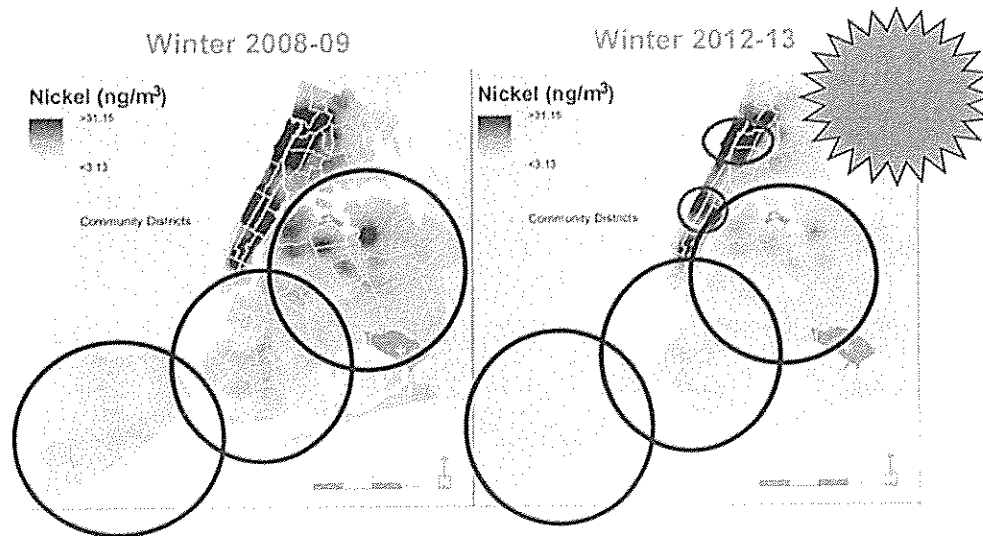 Winter 2008-09
Nickel (ng/m³)
>31.15
<3.13
Community Districts
Winter 2012-13
Nickel (ng/m³)
>31.15
<3.13
Community Districts